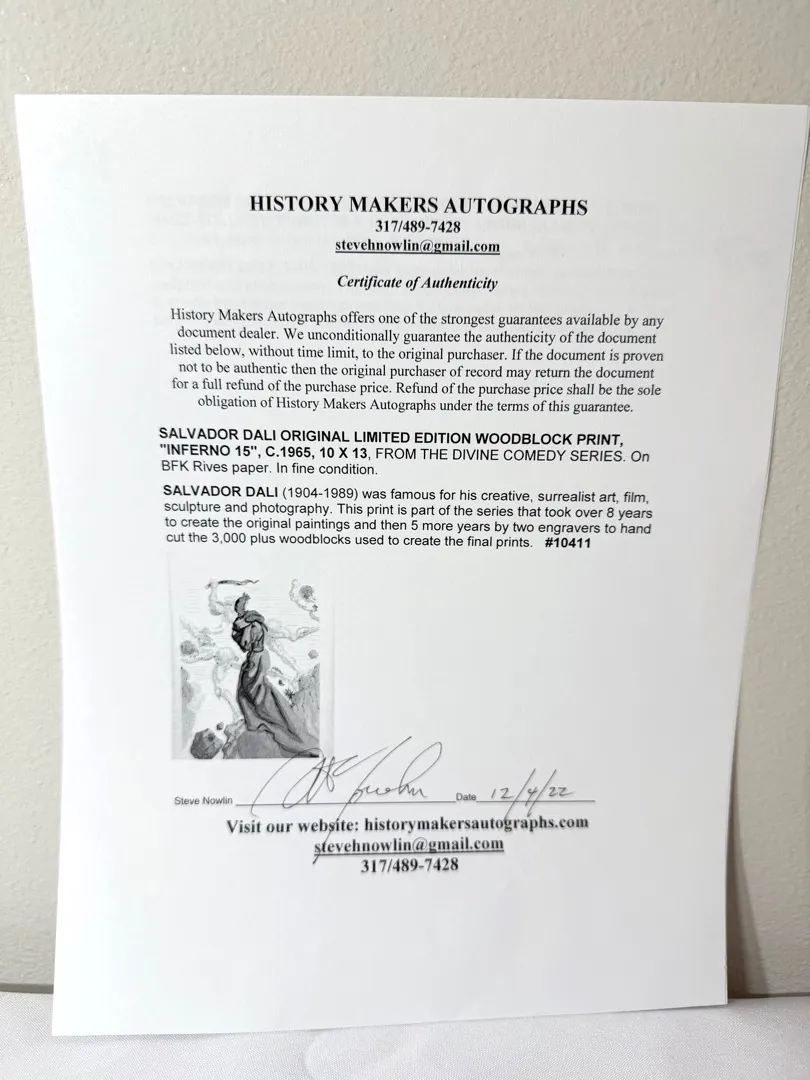 HISTORY MAKERS AUTOGRAPHS
317/489-7428
stevehnowlin@gmail.com
Certificate of Authenticity
History Makers Autographs offers one of the strongest guarantees available by any
document dealer. We unconditionally guarantee the authenticity of the document
listed below, without time limit, to the original purchaser. If the document is proven
not to be authentic then the original purchaser of record may return the document
for a full refund of the purchase price. Refund of the purchase price shall be the sole
obligation of History Makers Autographs under the terms of this guarantee.
SALVADOR DALI ORIGINAL LIMITED EDITION WOODBLOCK PRINT,
"INFERNO 15", C.1965, 10 X 13, FROM THE DIVINE COMEDY SERIES. On
BFK Rives paper. In fine condition.
SALVADOR DALI (1904-1989) was famous for his creative, surrealist art, film,
sculpture and photography. This print is part of the series that took over 8 years
to create the original paintings and then 5 more years by two engravers to hand
cut the 3,000 plus woodblocks used to create the final prints. #10411
Steve Nowlin Date 12/4/22
Visit our website: historymakersautographs.com
stevehnowlin@gmail.com
317/489-7428